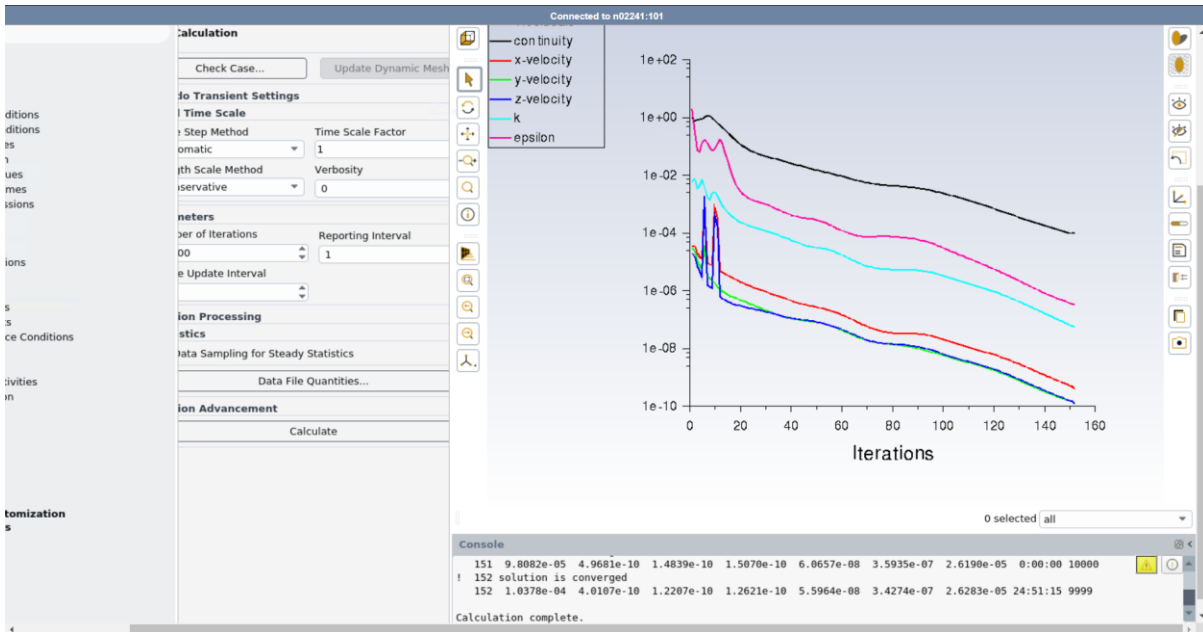 Connected to n02241:101
Calculation
Check Case...
Update Dynamic Mesh
do Transient Settings
Time Scale
Step Method
Time Scale Factor
omatic
1
gth Scale Method
Verbosity
servative
0
meters
ber of Iterations
Reporting Interval
00
1
e Update Interval
ion Processing
stics
Data Sampling for Steady Statistics
Data File Quantities...
ion Advancement
Calculate
ditions
ditions
es
n
ues
mes
ssions
ions
s
ts
ce Conditions
tivities
on
tomization
s
continuity
x-velocity
y-velocity
z-velocity
k
epsilon
1e+02
1e+00
1e-02
1e-04
1e-06
1e-08
1e-10
0 20 40 60 80 100 120 140 160
Iterations
0 selected all
Console
151 9.8082e-05 4.9681e-10 1.4839e-10 1.5070e-10 6.0657e-08 3.5935e-07 2.6190e-05 0:00:00 10000
! 152 solution is converged
152 1.0378e-04 4.0107e-10 1.2207e-10 1.2621e-10 5.5964e-08 3.4274e-07 2.6283e-05 24:51:15 9999
Calculation complete.